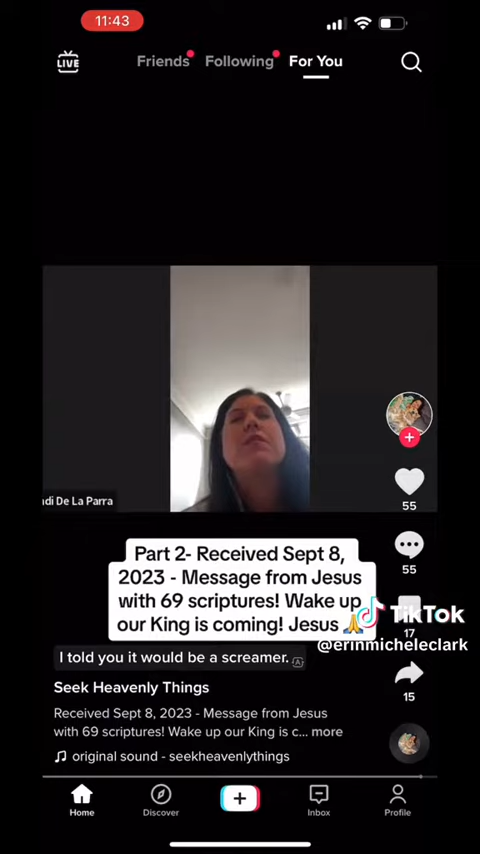 11:43
LIVE
Friends
Following
For You
di De La Parra
55
55
17
15
Part 2- Received Sept 8,
2023 - Message from Jesus
with 69 scriptures! Wake up
our King is coming! Jesus 🙏
TikTok
@erinmicheleclark
I told you it would be a screamer.
Seek Heavenly Things
Received Sept 8, 2023 - Message from Jesus
with 69 scriptures! Wake up our King is c... more
original sound - seekheavenlythings
Home
Discover
Inbox
Profile